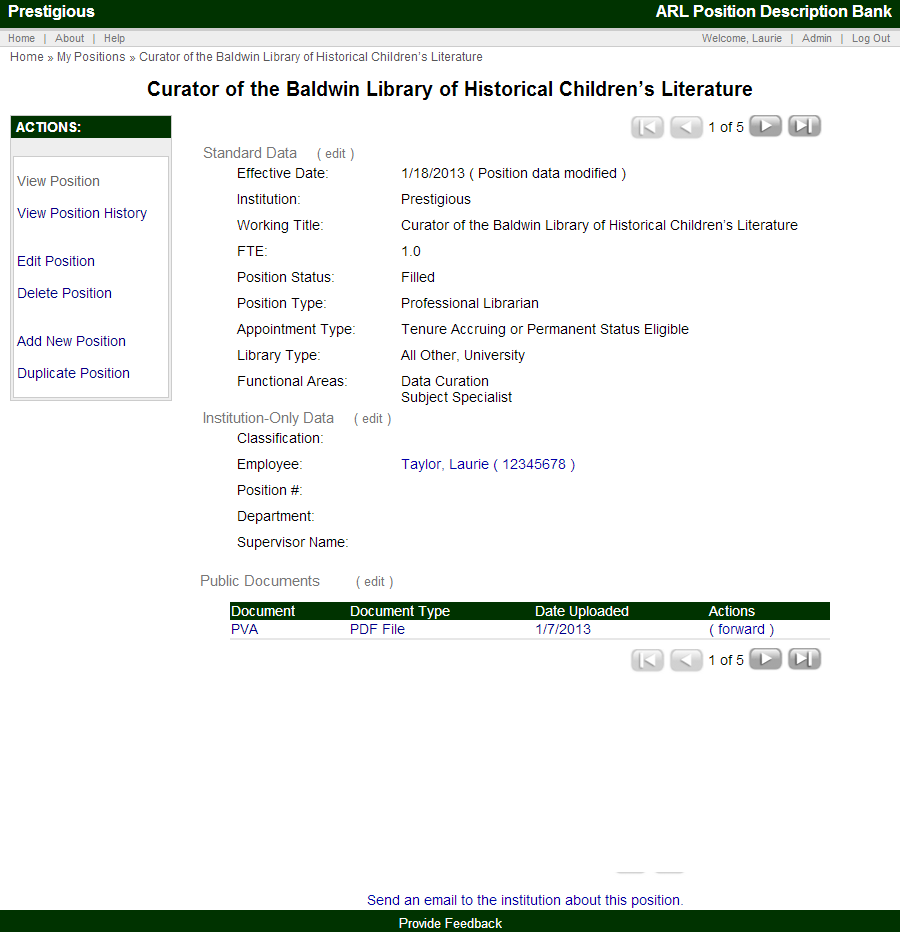 Prestigious ARL Position Description Bank
Home | About | Help Welcome, Laurie | Admin | Log Out
Home » My Positions » Curator of the Baldwin Library of Historical Children’s Literature
Curator of the Baldwin Library of Historical Children’s Literature
ACTIONS:
View Position
View Position History
Edit Position
Delete Position
Add New Position
Duplicate Position
1 of 5
Standard Data ( edit )
Effective Date: 1/18/2013 ( Position data modified )
Institution: Prestigious
Working Title: Curator of the Baldwin Library of Historical Children’s Literature
FTE: 1.0
Position Status: Filled
Position Type: Professional Librarian
Appointment Type: Tenure Accruing or Permanent Status Eligible
Library Type: All Other, University
Functional Areas: Data Curation
Subject Specialist
Institution-Only Data ( edit )
Classification:
Employee: Taylor, Laurie ( 12345678 )
Position #:
Department:
Supervisor Name:
Public Documents ( edit )
Document Document Type Date Uploaded Actions
PVA PDF File 1/7/2013 ( forward )
1 of 5
Send an email to the institution about this position.
Provide Feedback